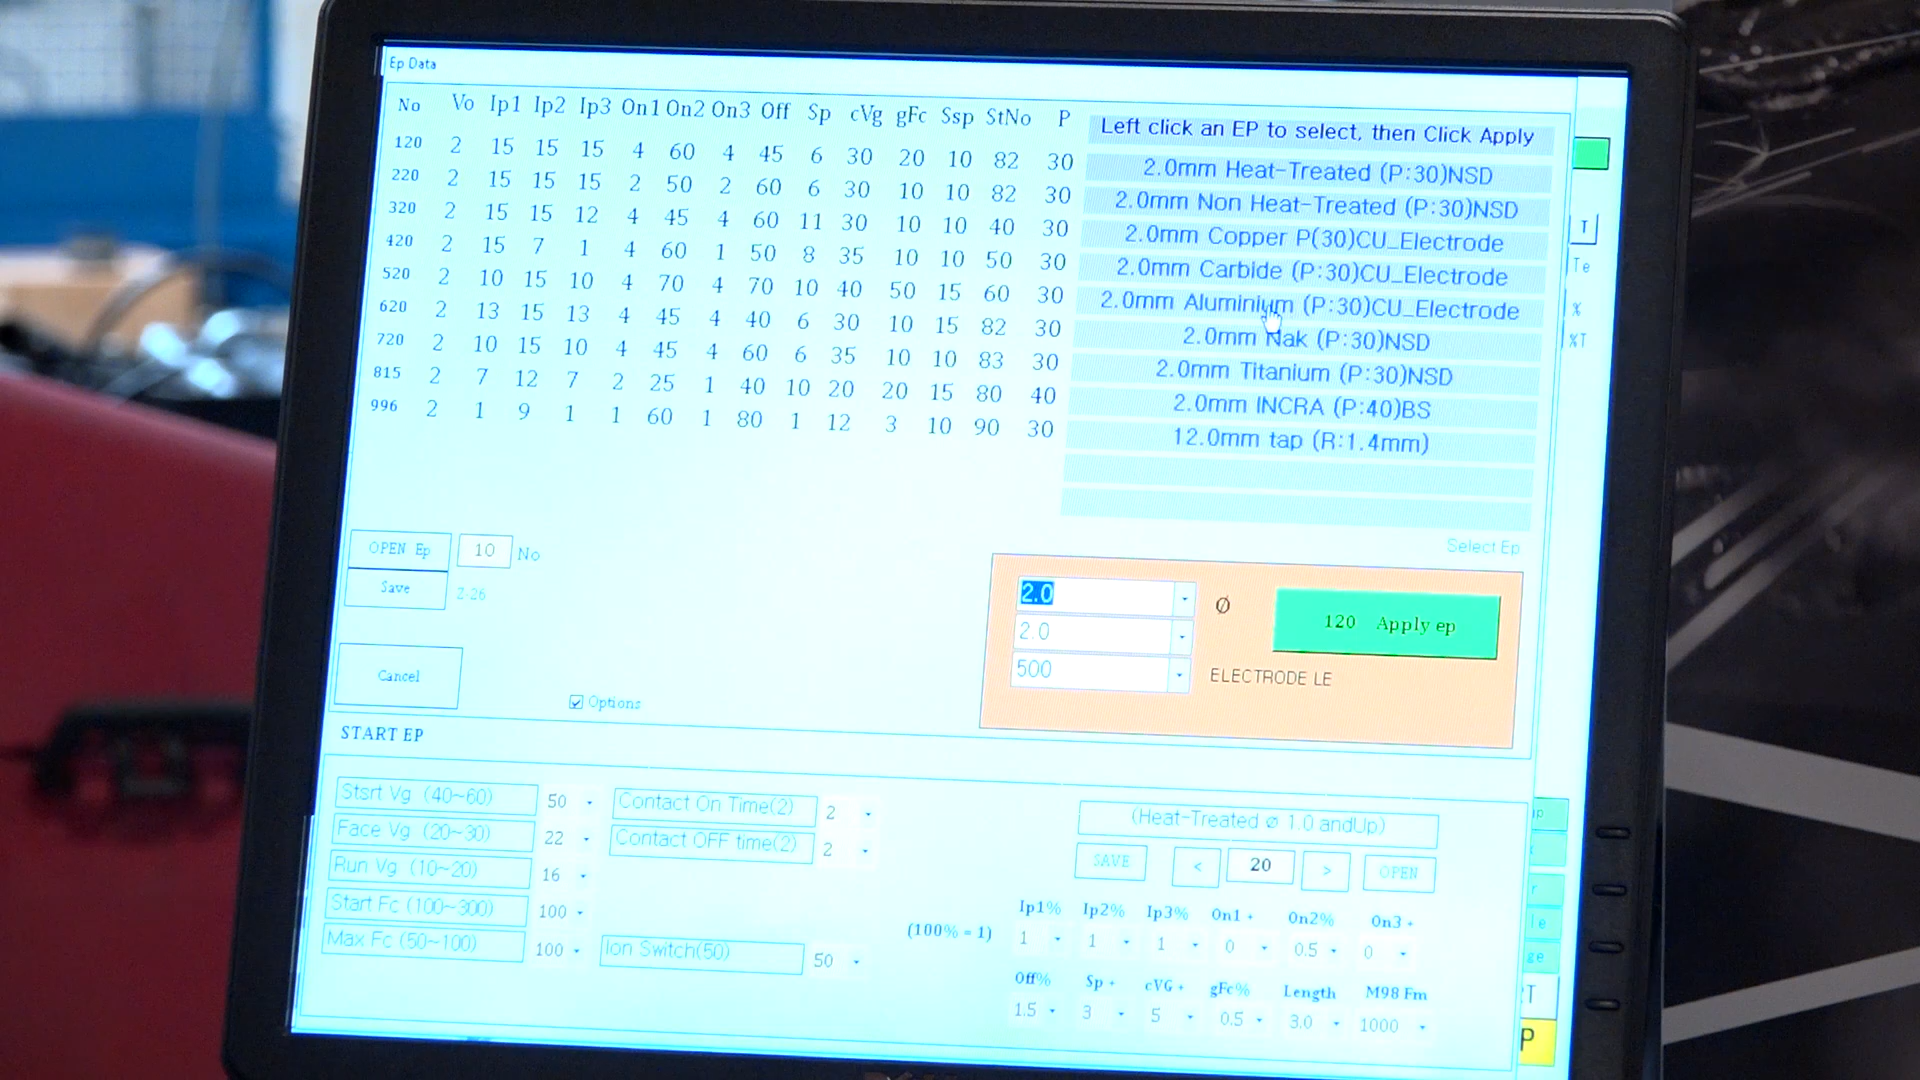 Ep Data
No Vo Ip1 Ip2 Ip3 On1 On2 On3 Off Sp cVg gFc Ssp StNo P
Left click an EP to select, then Click Apply
120 2 15 15 15 4 60 4 45 6 30 20 10 82 30
2.0mm Heat-Treated (P:30)NSD
220 2 15 15 15 2 50 2 60 6 30 10 10 82 30
2.0mm Non Heat-Treated (P:30)NSD
320 2 15 15 12 4 45 4 60 11 30 10 10 40 30
2.0mm Copper P(30)CU_Electrode
420 2 15 7 1 4 60 1 50 8 35 10 10 50 30
2.0mm Carbide (P:30)CU_Electrode
520 2 10 15 10 4 70 4 70 10 40 50 15 60 30
2.0mm Aluminium (P:30)CU_Electrode
620 2 13 15 13 4 45 4 40 6 30 10 15 82 30
2.0mm Nak (P:30)NSD
720 2 10 15 10 4 45 4 60 6 35 10 10 83 30
2.0mm Titanium (P:30)NSD
815 2 7 12 7 2 25 1 40 10 20 20 15 80 40
2.0mm INCRA (P:40)BS
996 2 1 9 1 1 60 1 80 1 12 3 10 90 30
12.0mm tap (R:1.4mm)
T
Te
%
%T
Select Ep
OPEN Ep 10 No
Save 2-26
Cancel
Options
2.0 Ø
2.0
500 ELECTRODE LE
120 Apply ep
START EP
Stsrt Vg (40~60) 50
Face Vg (20~30) 22
Run Vg (10~20) 16
Start Fc (100~300) 100
Max Fc (50~100) 100
Contact On Time(2) 2
Contact OFF time(2) 2
Ion Switch(50) 50
(Heat-Treated ø 1.0 andUp)
SAVE < 20 > OPEN
(100% = 1)
Ip1% Ip2% Ip3% On1+ On2% On3+
1 1 1 0 0.5 0
Off% Sp+ cVG+ gFc% Length M98 Fm
1.5 3 5 0.5 3.0 1000
P